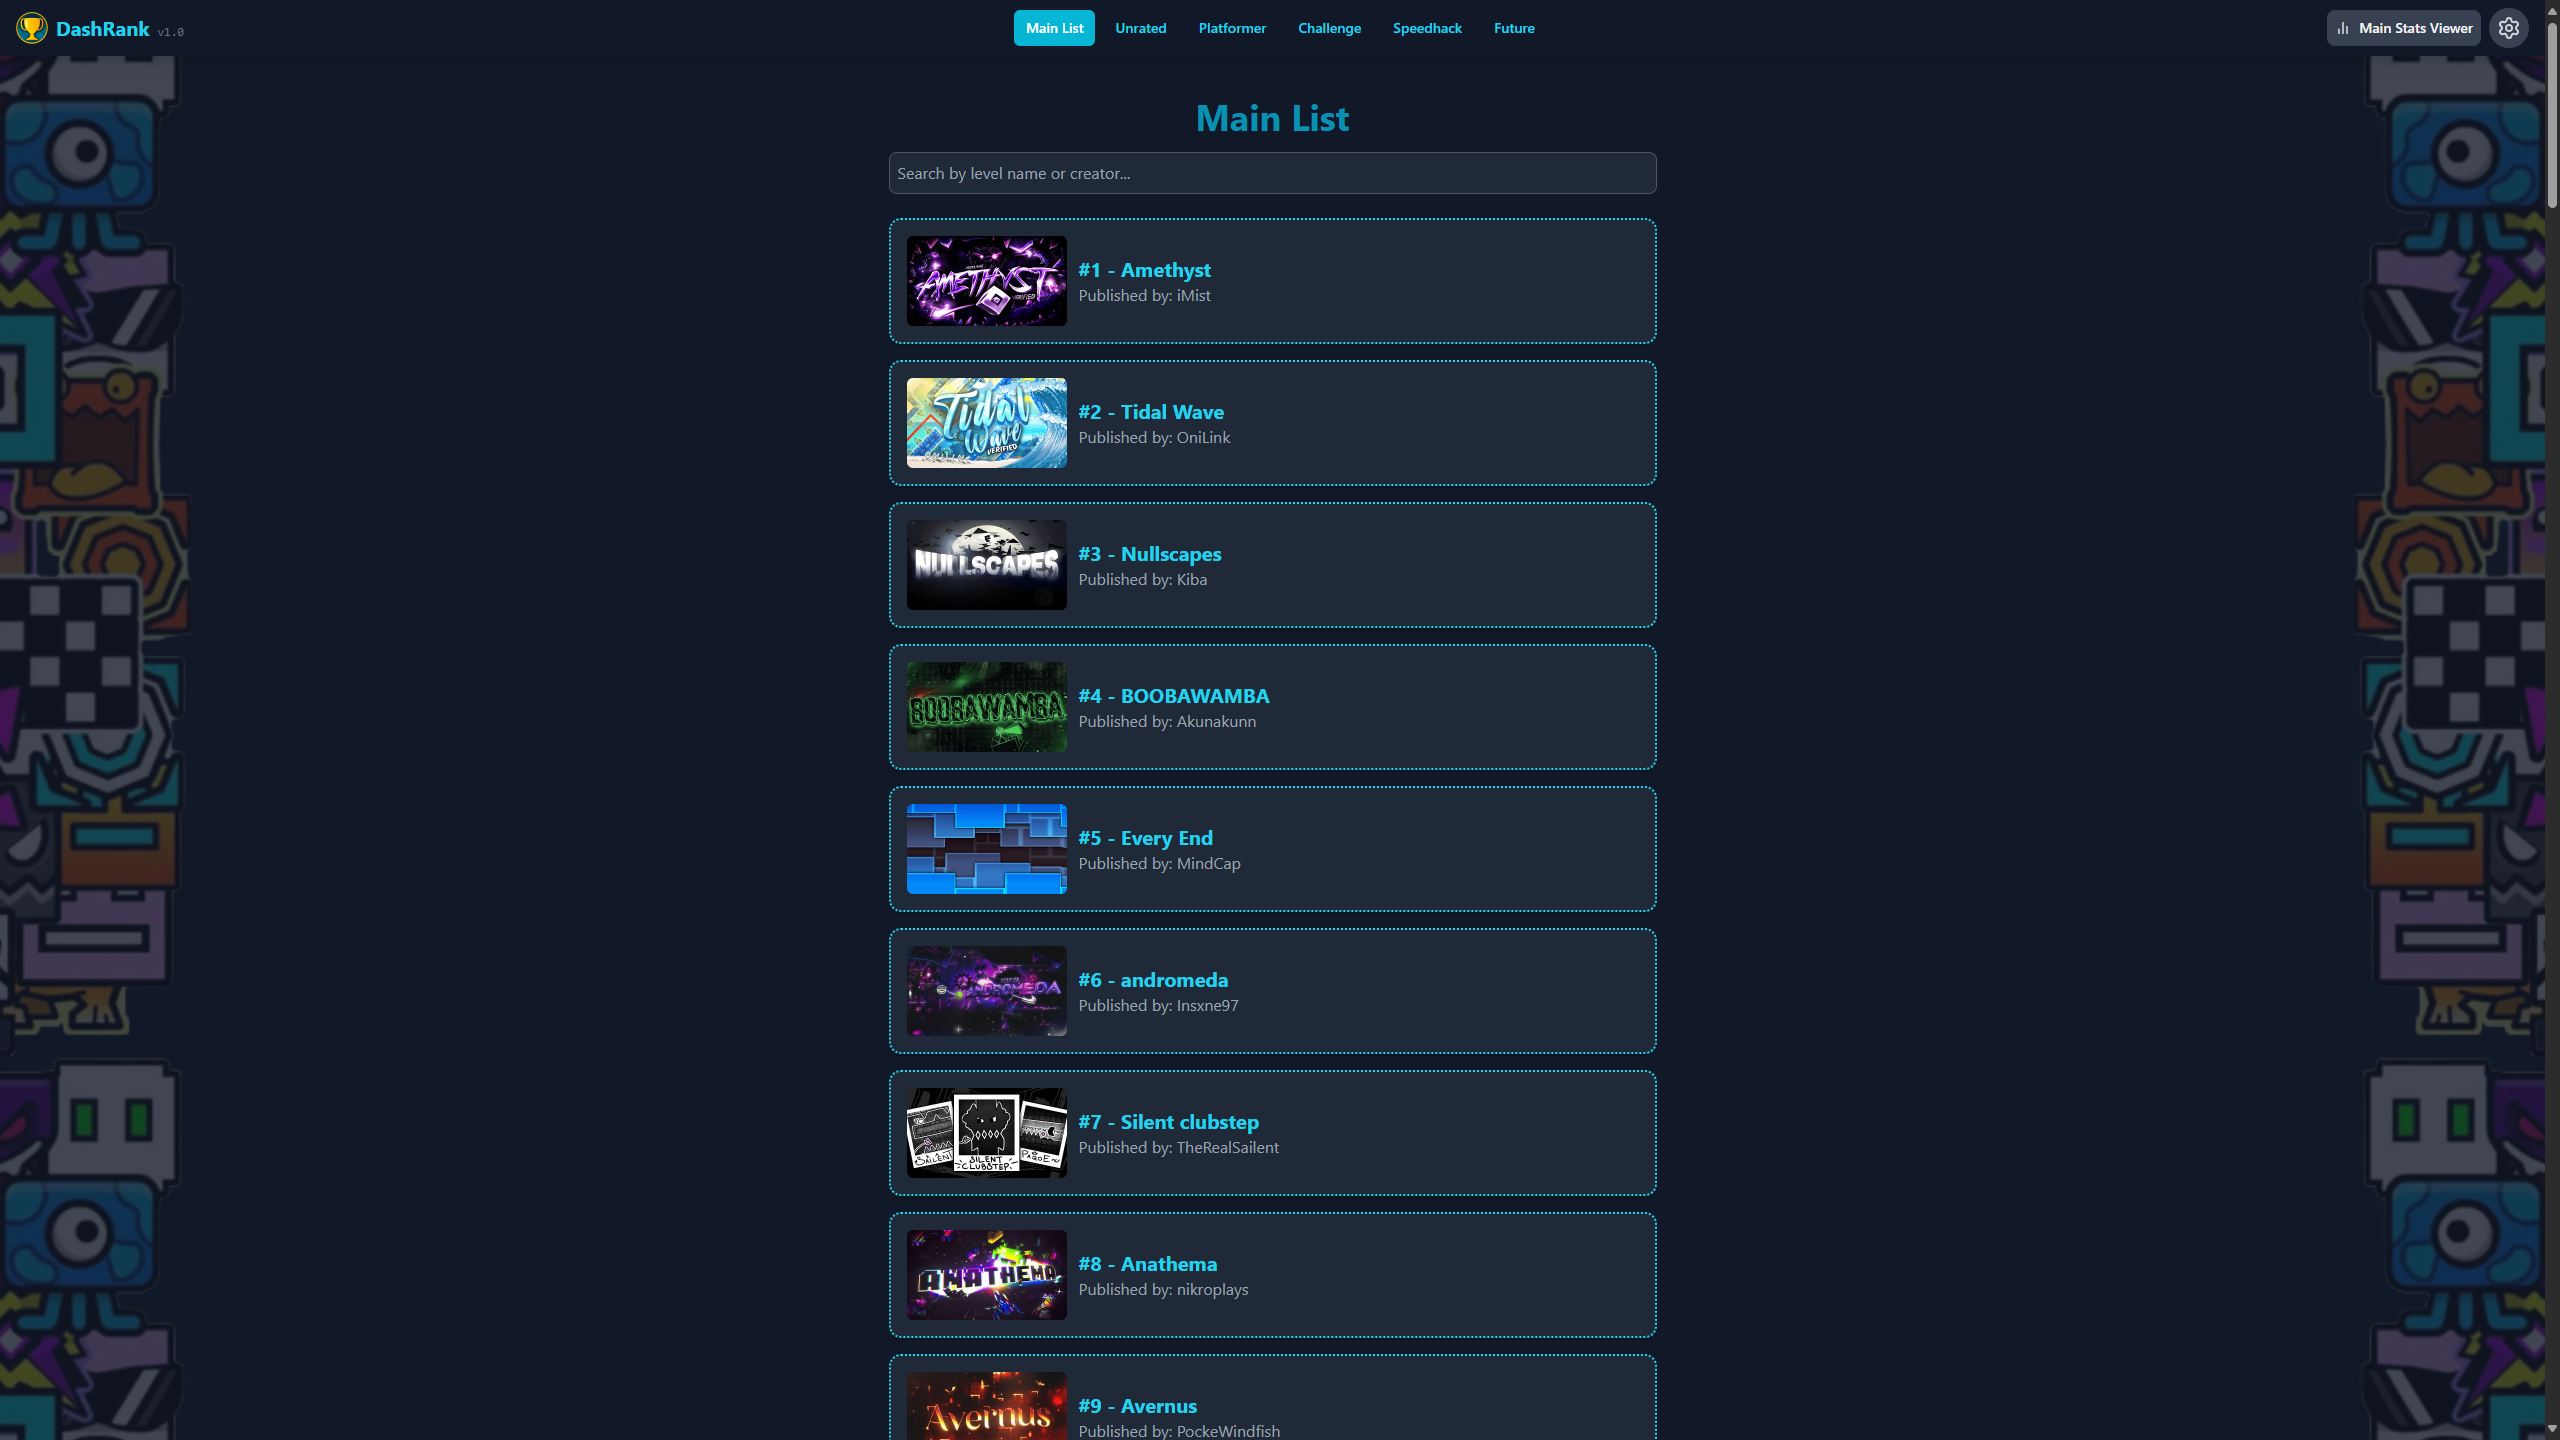 DashRank v1.0
Main List Unrated Platformer Challenge Speedhack Future
Main Stats Viewer
Main List
Search by level name or creator...
AMETHYST
#1 - Amethyst
Published by: iMist
Tidal
Wave
VERIFIED
#2 - Tidal Wave
Published by: OniLink
NULLSCAPES
#3 - Nullscapes
Published by: Kiba
BOOBAWAMBA
#4 - BOOBAWAMBA
Published by: Akunakunn
#5 - Every End
Published by: MindCap
ANDROMEDA
#6 - andromeda
Published by: Insxne97
SAILENT
SILENT
CLUBSTEP
#7 - Silent clubstep
Published by: TheRealSailent
ANATHEMA
#8 - Anathema
Published by: nikroplays
Avernus
#9 - Avernus
Published by: PockeWindfish